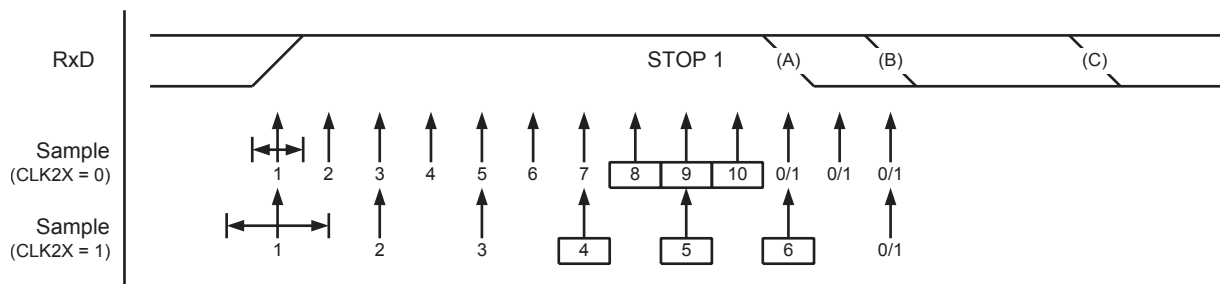 RxD
STOP 1
(A)
(B)
(C)
Sample
(CLK2X = 0)
1 2 3 4 5 6 7 8 9 10 0/1 0/1 0/1
Sample
(CLK2X = 1)
1 2 3 4 5 6 0/1